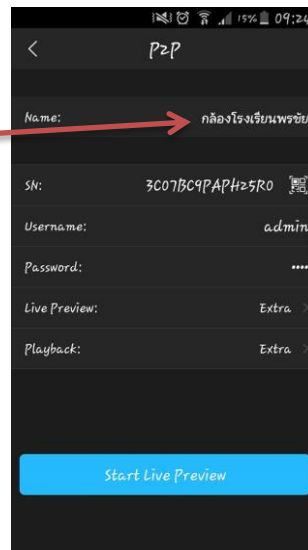 15% 09:24
P2P
Name: กล้องโรงเรียนพรชัย
SN: 3C07BC9PAPH25R0
Username: admin
Password: ••••
Live Preview: Extra
Playback: Extra
Start Live Preview